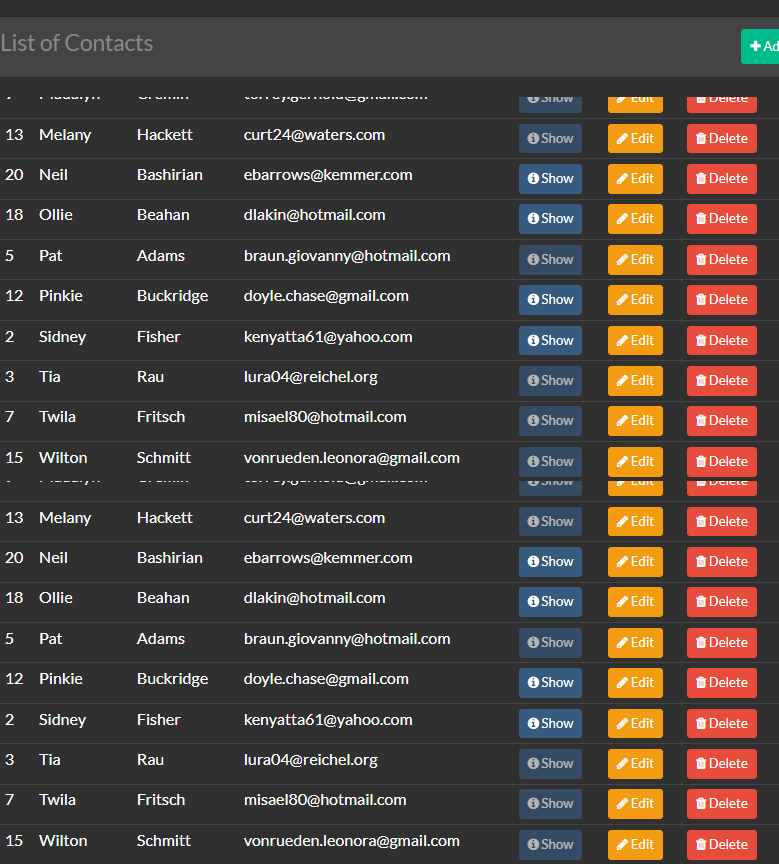 List of Contacts
Ad
Show Edit Delete
13 Melany Hackett curt24@waters.com Show Edit Delete
20 Neil Bashirian ebarrows@kemmer.com Show Edit Delete
18 Ollie Beahan dlakin@hotmail.com Show Edit Delete
5 Pat Adams braun.giovanny@hotmail.com Show Edit Delete
12 Pinkie Buckridge doyle.chase@gmail.com Show Edit Delete
2 Sidney Fisher kenyatta61@yahoo.com Show Edit Delete
3 Tia Rau lura04@reichel.org Show Edit Delete
7 Twila Fritsch misael80@hotmail.com Show Edit Delete
15 Wilton Schmitt vonrueden.leonora@gmail.com Show Edit Delete
Show Edit Delete
13 Melany Hackett curt24@waters.com Show Edit Delete
20 Neil Bashirian ebarrows@kemmer.com Show Edit Delete
18 Ollie Beahan dlakin@hotmail.com Show Edit Delete
5 Pat Adams braun.giovanny@hotmail.com Show Edit Delete
12 Pinkie Buckridge doyle.chase@gmail.com Show Edit Delete
2 Sidney Fisher kenyatta61@yahoo.com Show Edit Delete
3 Tia Rau lura04@reichel.org Show Edit Delete
7 Twila Fritsch misael80@hotmail.com Show Edit Delete
15 Wilton Schmitt vonrueden.leonora@gmail.com Show Edit Delete